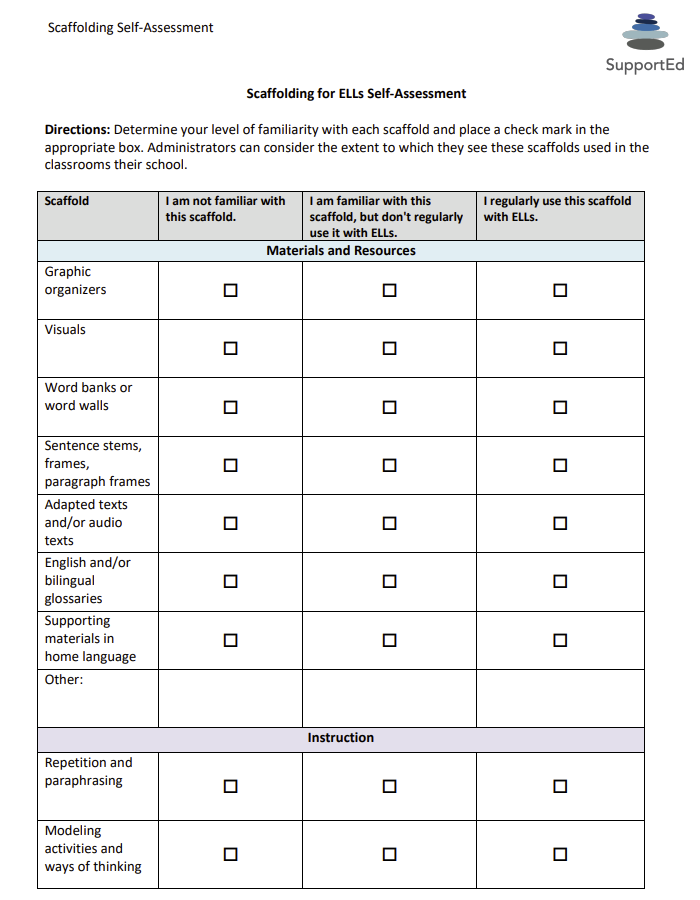 Scaffolding Self-Assessment
SupportEd
Scaffolding for ELLs Self-Assessment
Directions: Determine your level of familiarity with each scaffold and place a check mark in the
appropriate box. Administrators can consider the extent to which they see these scaffolds used in the
classrooms their school.
Scaffold
I am not familiar with
this scaffold.
I am familiar with this
scaffold, but don't regularly
use it with ELLs.
I regularly use this scaffold
with ELLs.
Materials and Resources
Graphic
organizers
Visuals
Word banks or
word walls
Sentence stems,
frames,
paragraph frames
Adapted texts
and/or audio
texts
English and/or
bilingual
glossaries
Supporting
materials in
home language
Other:
Instruction
Repetition and
paraphrasing
Modeling
activities and
ways of thinking